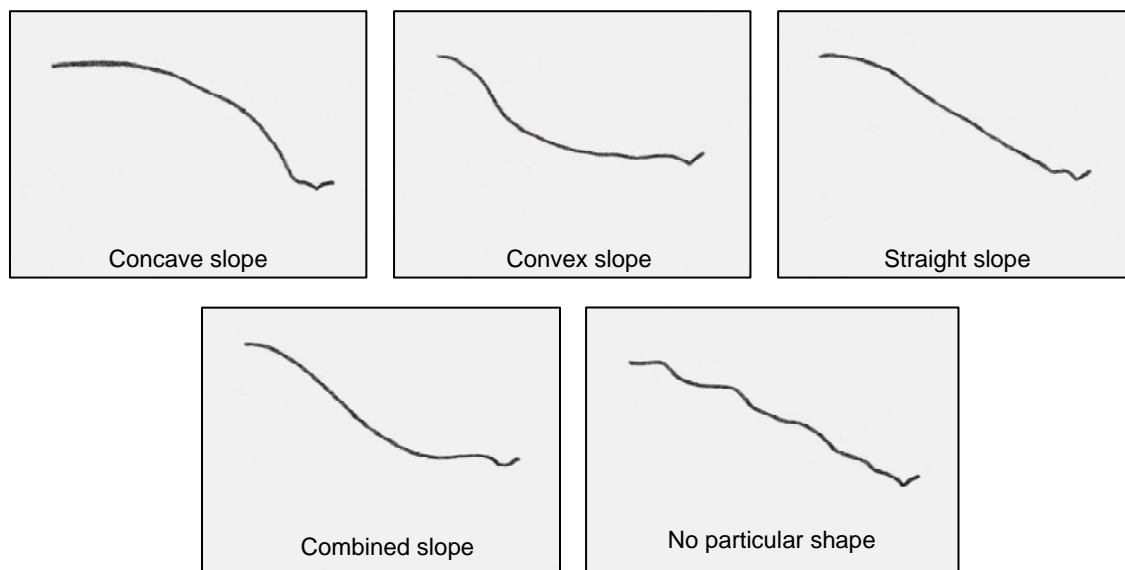 Concave slope
Convex slope
Straight slope
Combined slope
No particular shape